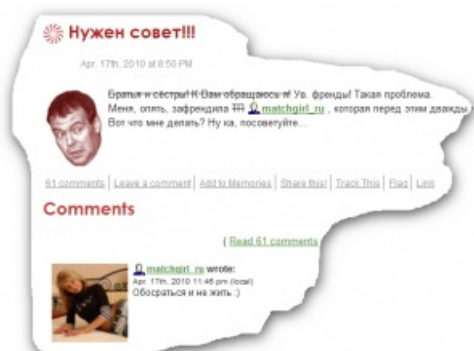 Нужен совет!!!
Apr. 17th, 2010 at 8:50 PM
Братья и сёстры! К Вам обращаюсь я! Ув. френды! Такая проблема.
Меня, опять, зафрендила matchgirl_ru , которая перед этим дважды
Вот что мне делать? Ну ка, посоветуйте...
61 comments | Leave a comment | Add to Memories | Share this! | Track This | Flag | Link
Comments
( Read 61 comments
matchgirl_ru wrote:
Apr. 17th, 2010 11:46 pm (local)
Обосраться и не жить :)